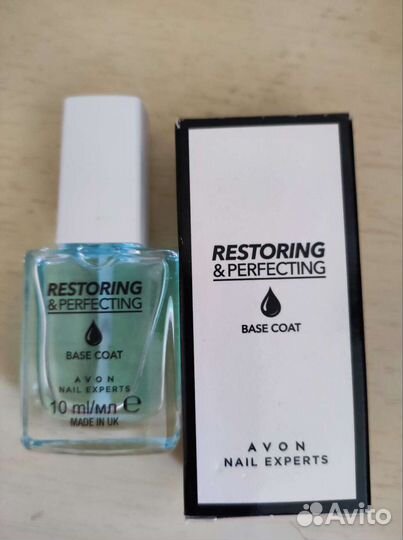 RESTORING
& PERFECTING
BASE COAT
AVON
NAIL EXPERTS
10 ml/мл ℮
MADE IN UK
RESTORING
& PERFECTING
BASE COAT
AVON
NAIL EXPERTS
Avito